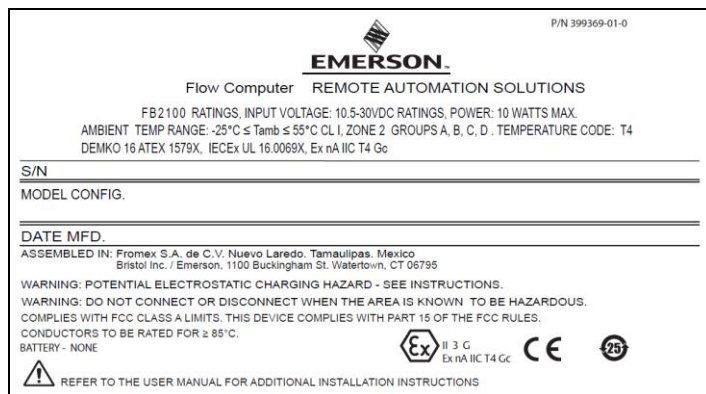 P/N 399369-01-0
EMERSON™
Flow Computer REMOTE AUTOMATION SOLUTIONS
FB2100 RATINGS, INPUT VOLTAGE: 10.5-30VDC RATINGS, POWER: 10 WATTS MAX.
AMBIENT TEMP RANGE: -25°C ≤ Tamb ≤ 55°C CL I, ZONE 2 GROUPS A, B, C, D . TEMPERATURE CODE: T4
DEMKO 16 ATEX 1579X, IECEx UL 16.0069X, Ex nA IIC T4 Gc
S/N
MODEL CONFIG.
DATE MFD.
ASSEMBLED IN: Fromex S.A. de C.V. Nuevo Laredo. Tamaulipas. Mexico
Bristol Inc. / Emerson, 1100 Buckingham St. Watertown, CT 06795
WARNING: POTENTIAL ELECTROSTATIC CHARGING HAZARD - SEE INSTRUCTIONS.
WARNING: DO NOT CONNECT OR DISCONNECT WHEN THE AREA IS KNOWN TO BE HAZARDOUS.
COMPLIES WITH FCC CLASS A LIMITS. THIS DEVICE COMPLIES WITH PART 15 OF THE FCC RULES.
CONDUCTORS TO BE RATED FOR ≥ 85°C.
BATTERY - NONE
Ex II 3 G
Ex nA IIC T4 Gc
CE
25
REFER TO THE USER MANUAL FOR ADDITIONAL INSTALLATION INSTRUCTIONS